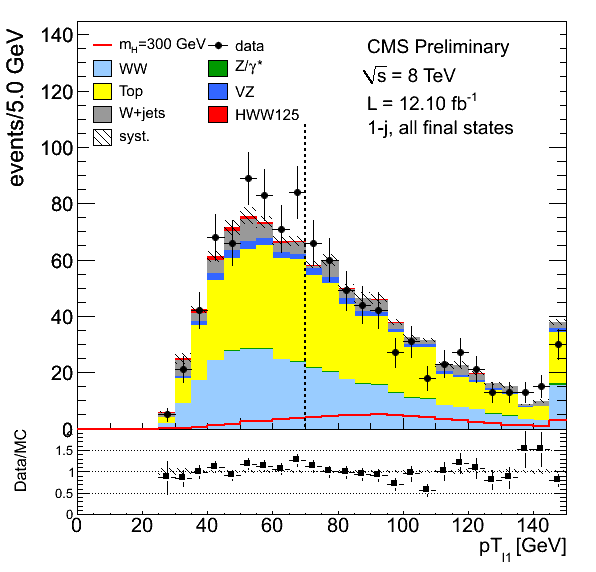 events/5.0 GeV
140
120
100
80
60
40
20
0
m_H=300 GeV
data
WW
Z/γ*
Top
VZ
W+jets
HWW125
syst.
CMS Preliminary
√s = 8 TeV
L = 12.10 fb⁻¹
1-j, all final states
Data/MC
2
1.5
1
0.5
0
0 20 40 60 80 100 120 140
pT_l1 [GeV]